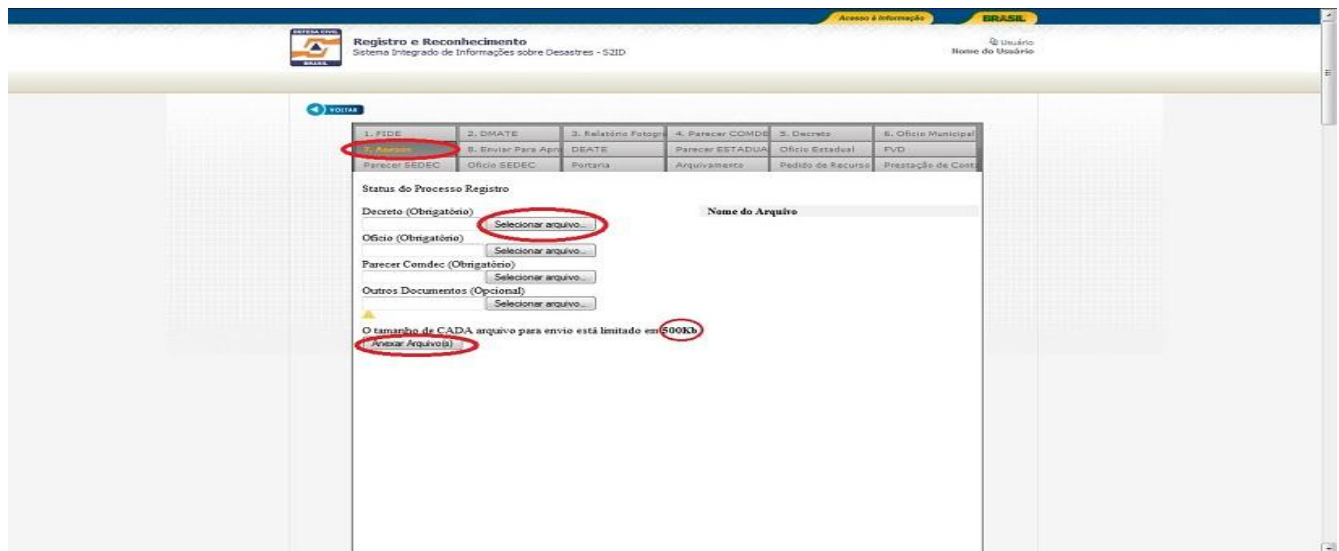 Acesso à Informação BRASIL
DEFESA CIVIL
BRASIL
Registro e Reconhecimento
Sistema Integrado de Informações sobre Desastres - S2ID
Usuário
Nome do Usuário
VOLTAR
1. FIDE 2. DMATE 3. Relatório Fotogr 4. Parecer COMDE 5. Decreto 6. Ofício Municipal
7. Anexos 8. Enviar Para Apro DEATE Parecer ESTADUA Ofício Estadual FVD
Parecer SEDEC Ofício SEDEC Portaria Arquivamento Pedido de Recurso Prestação de Conta
Status do Processo Registro
Decreto (Obrigatório) Nome do Arquivo
Selecionar arquivo...
Ofício (Obrigatório)
Selecionar arquivo...
Parecer Comdec (Obrigatório)
Selecionar arquivo...
Outros Documentos (Opcional)
Selecionar arquivo...
O tamanho de CADA arquivo para envio está limitado em 500Kb
Anexar Arquivo(s)